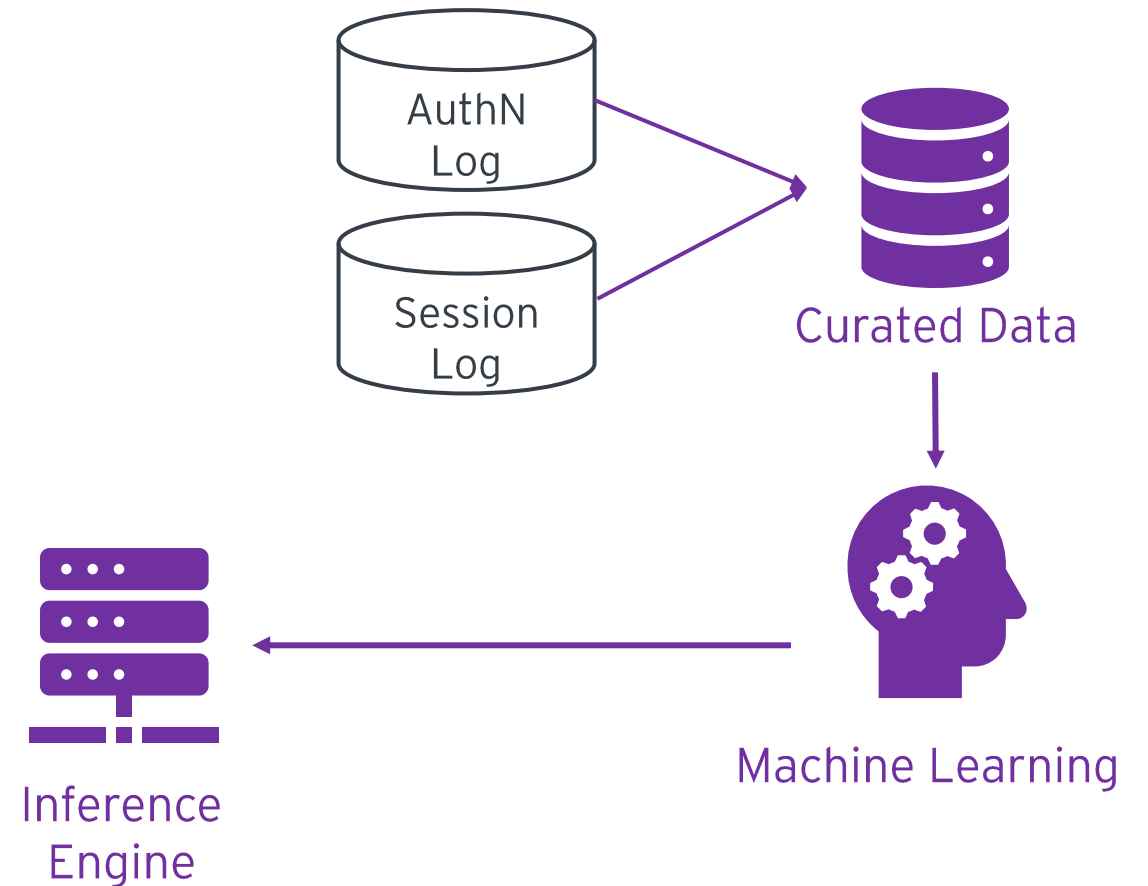 AuthN
Log
Session
Log
Curated Data
Machine Learning
Inference
Engine